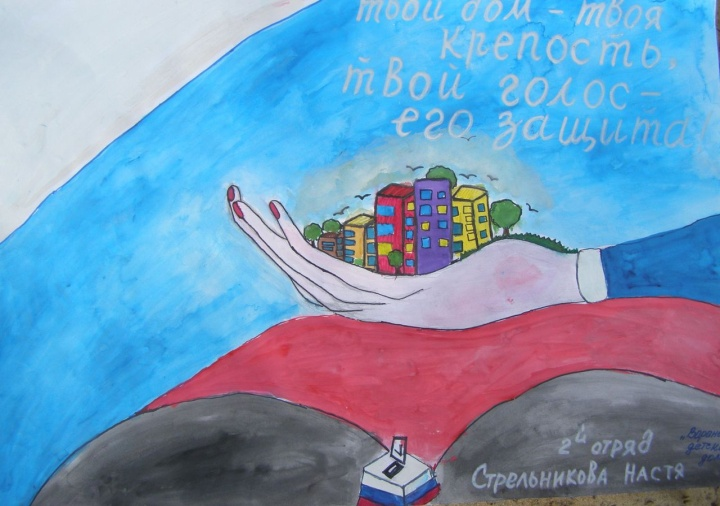 твой дом - твоя
крепость,
твой голос -
его защита!
2й отряд
Стрельникова Настя